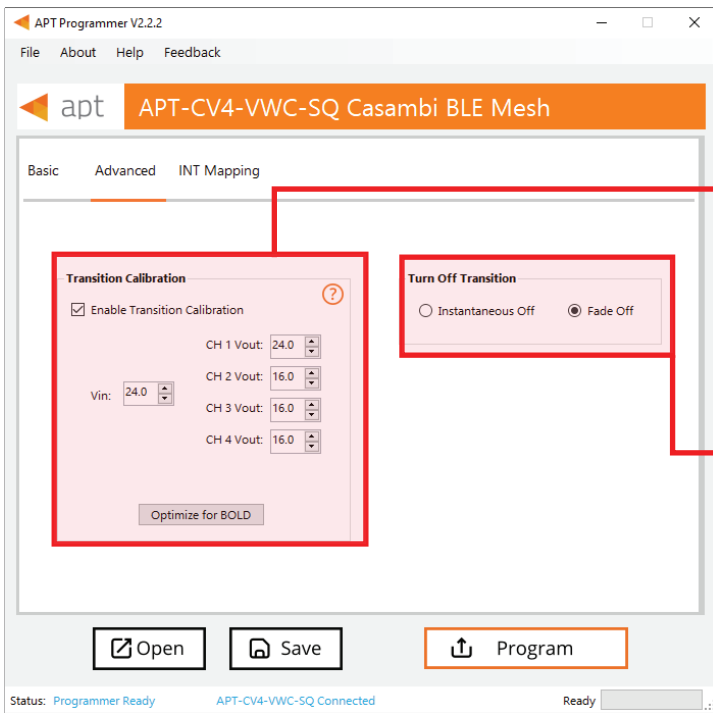 APT Programmer V2.2.2
File About Help Feedback
apt APT-CV4-VWC-SQ Casambi BLE Mesh
Basic Advanced INT Mapping
Transition Calibration
?
Enable Transition Calibration
CH 1 Vout: 24.0
CH 2 Vout: 16.0
Vin: 24.0
CH 3 Vout: 16.0
CH 4 Vout: 16.0
Optimize for BOLD
Turn Off Transition
Instantaneous Off Fade Off
Open Save Program
Status: Programmer Ready APT-CV4-VWC-SQ Connected Ready